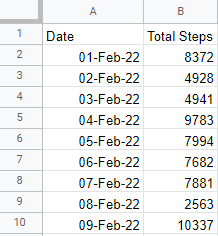 A B
1 Date Total Steps
2 01-Feb-22 8372
3 02-Feb-22 4928
4 03-Feb-22 4941
5 04-Feb-22 9783
6 05-Feb-22 7994
7 06-Feb-22 7682
8 07-Feb-22 7881
9 08-Feb-22 2563
10 09-Feb-22 10337